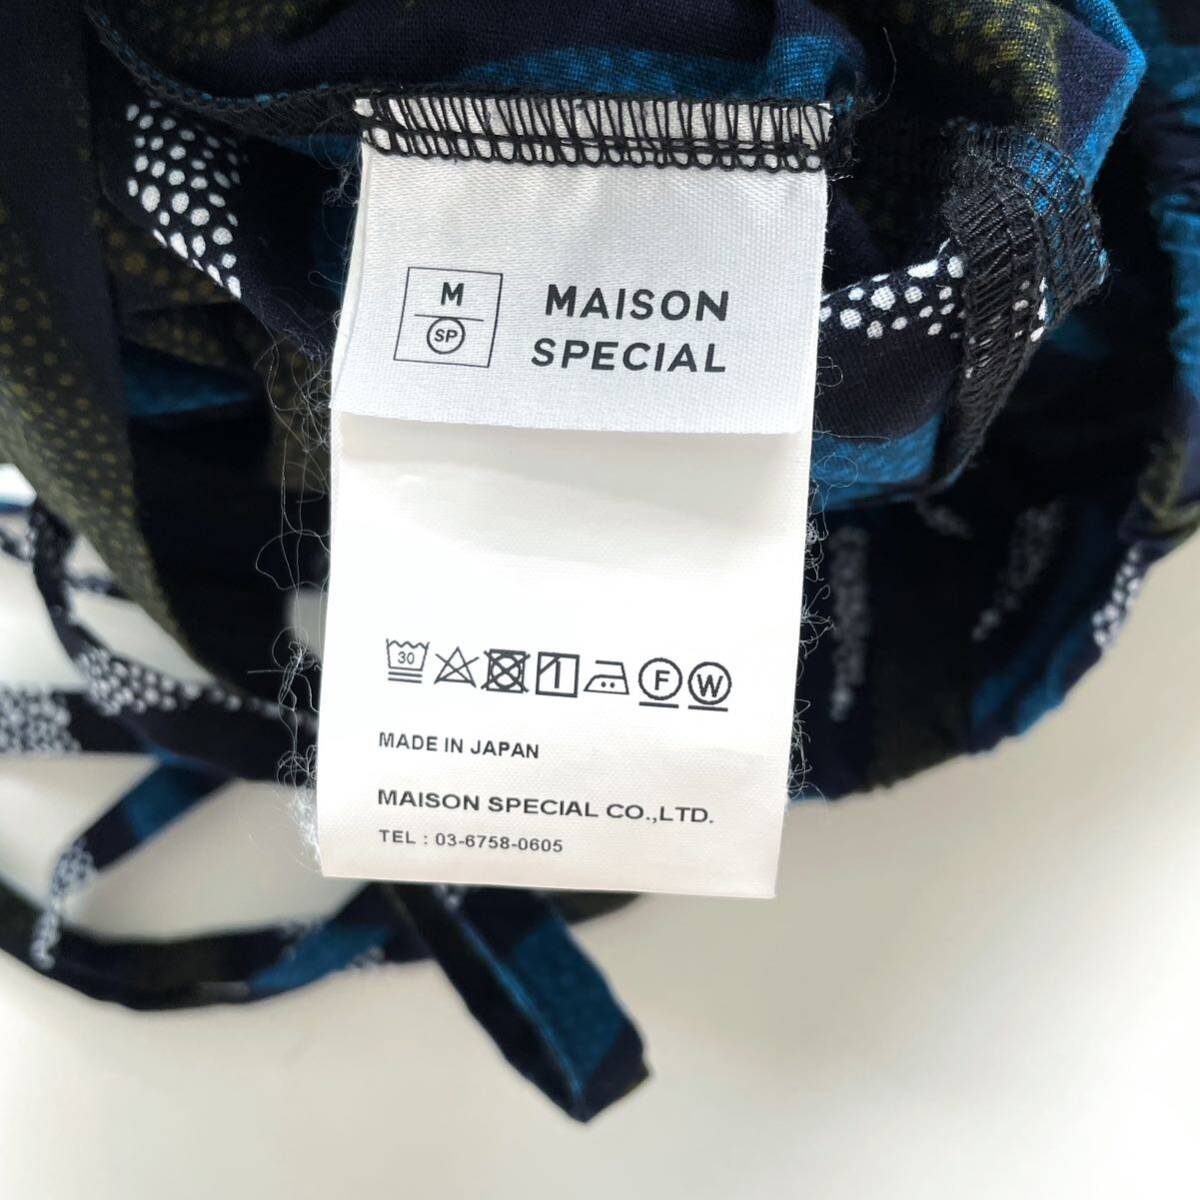 M
SP
MAISON
SPECIAL
30
F W
MADE IN JAPAN
MAISON SPECIAL CO.,LTD.
TEL : 03-6758-0605